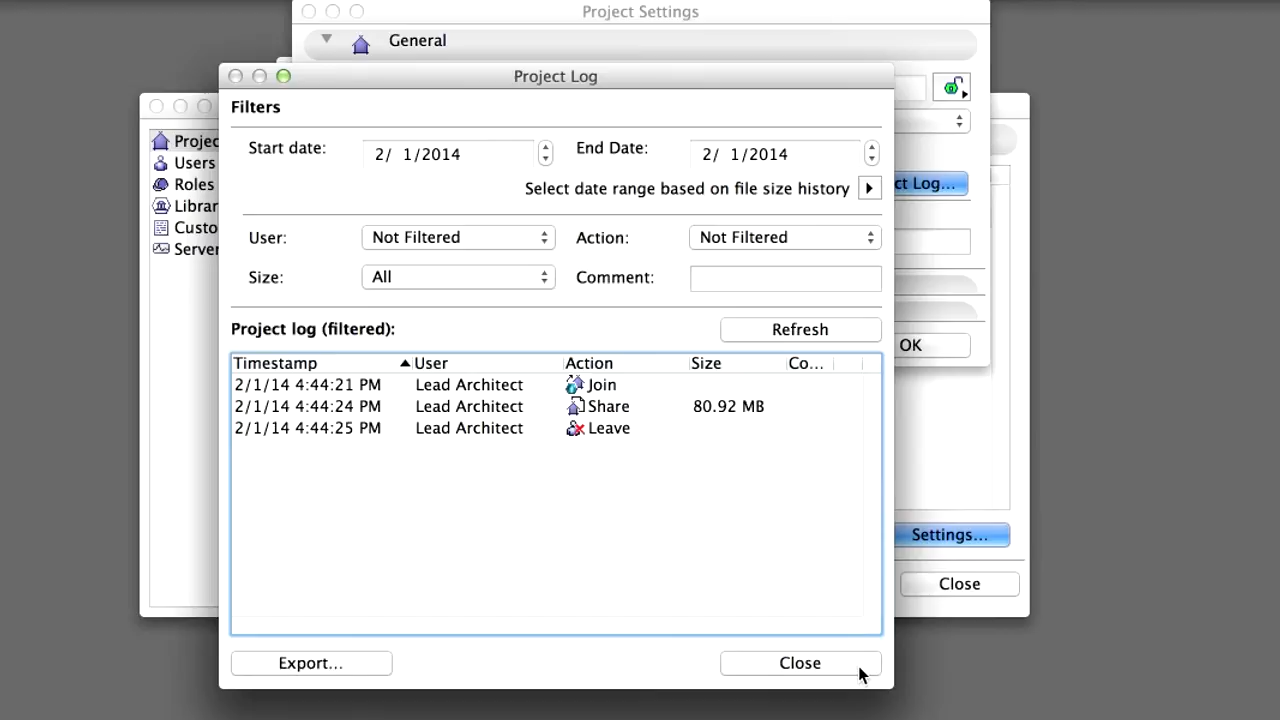 Project Settings
General
Project Log
Filters
Start date: 2/ 1/2014 End Date: 2/ 1/2014
Select date range based on file size history
User: Not Filtered Action: Not Filtered
Size: All Comment:
Project log (filtered): Refresh
Timestamp User Action Size Co...
2/1/14 4:44:21 PM Lead Architect Join
2/1/14 4:44:24 PM Lead Architect Share 80.92 MB
2/1/14 4:44:25 PM Lead Architect Leave
Export... Close
Projec
Users
Roles
Librar
Custo
Server
ct Log...
OK
Settings...
Close